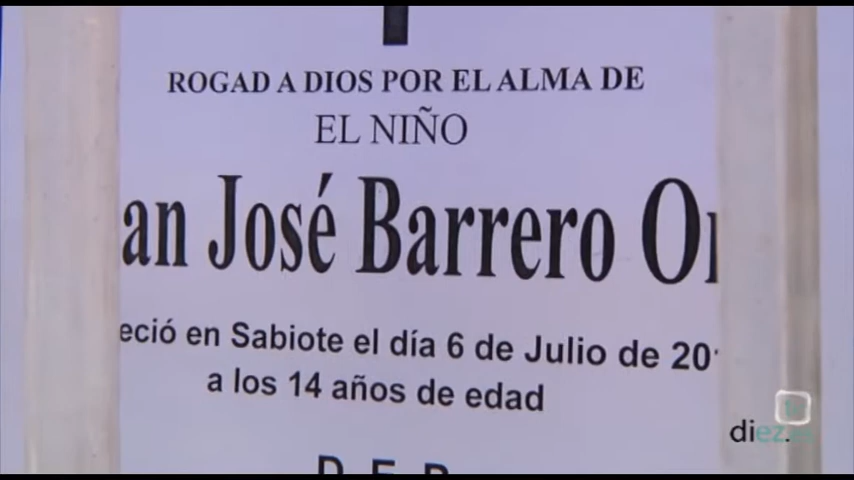 ROGAD A DIOS POR EL ALMA DE
EL NIÑO
an José Barrero O
eció en Sabiote el día 6 de Julio de 20
a los 14 años de edad
D. E. P.
diez.es